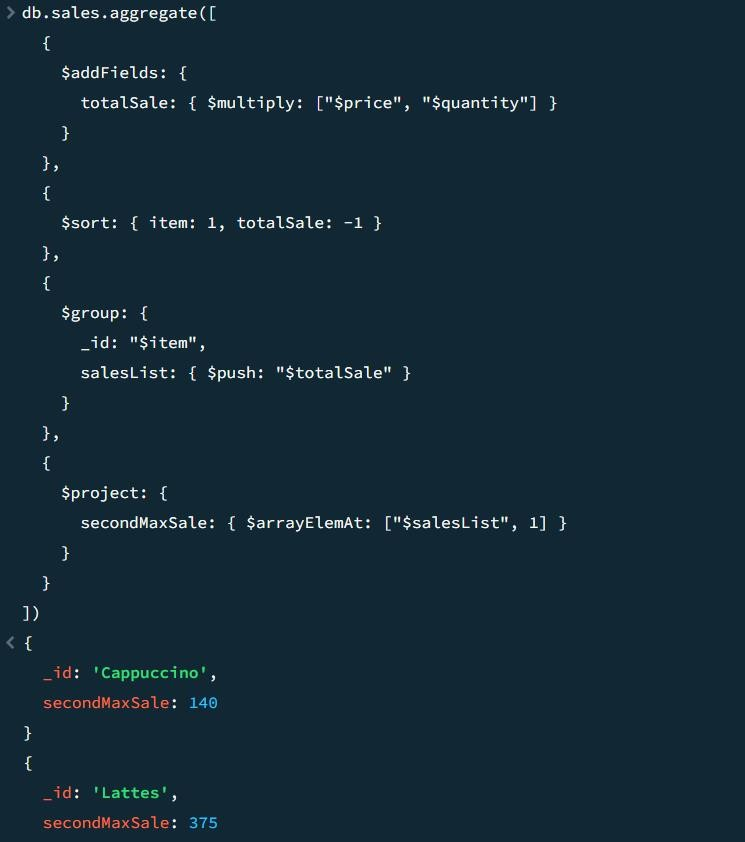 > db.sales.aggregate([
{
$addFields: {
totalSale: { $multiply: ["$price", "$quantity"] }
}
},
{
$sort: { item: 1, totalSale: -1 }
},
{
$group: {
_id: "$item",
salesList: { $push: "$totalSale" }
}
},
{
$project: {
secondMaxSale: { $arrayElemAt: ["$salesList", 1] }
}
}
])
< {
_id: 'Cappuccino',
secondMaxSale: 140
}
{
_id: 'Lattes',
secondMaxSale: 375